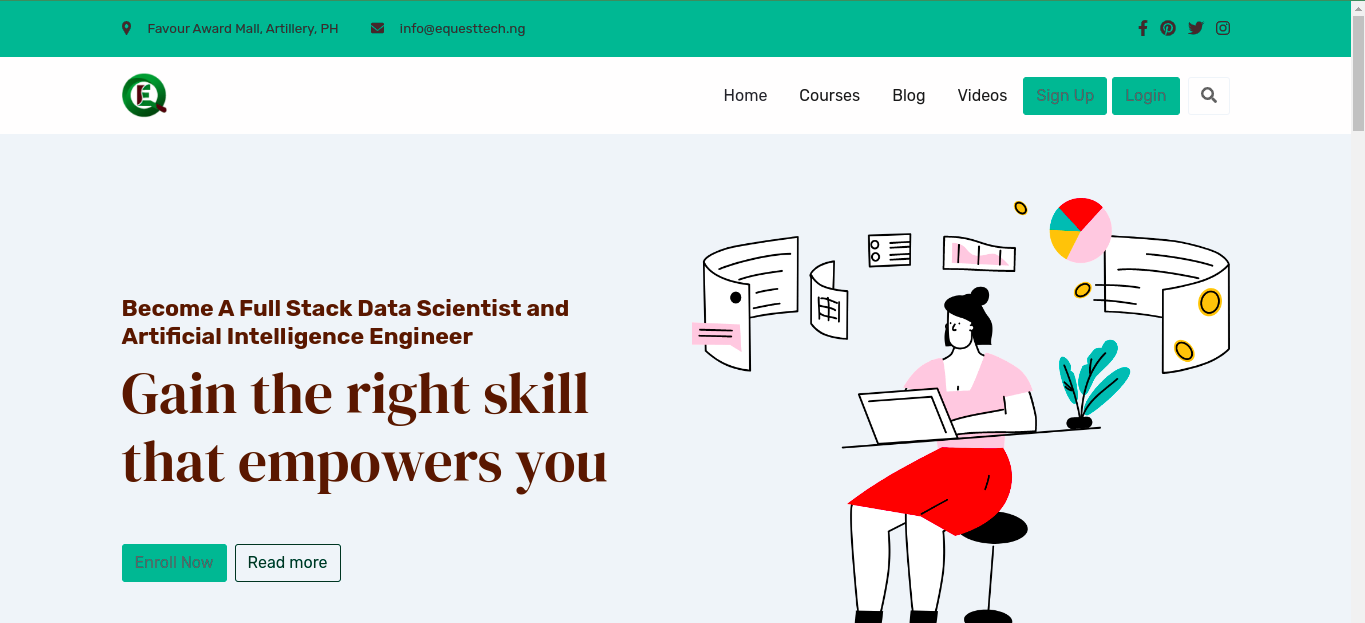 Favour Award Mall, Artillery, PH info@equesttech.ng
EQ
Home Courses Blog Videos Sign Up Login
Become A Full Stack Data Scientist and
Artificial Intelligence Engineer
Gain the right skill
that empowers you
Enroll Now Read more